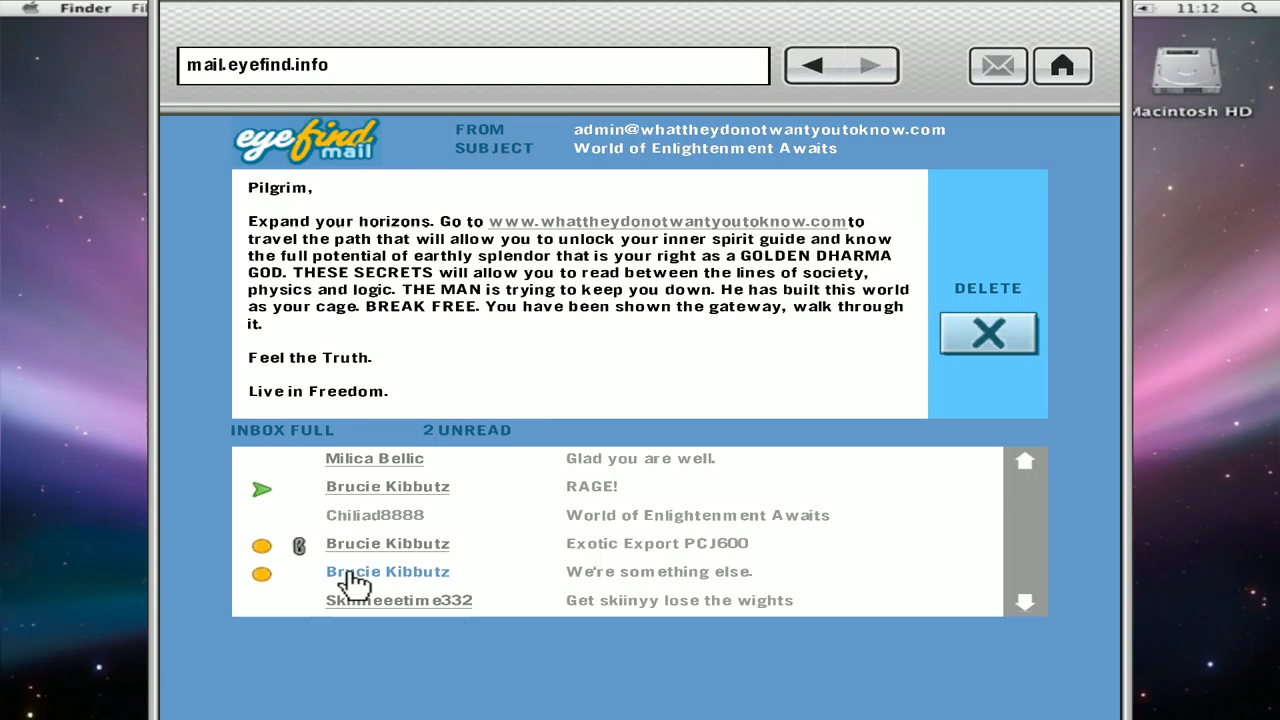 Finder
11:12
mail.eyefind.info
Macintosh HD
eyefind mail
FROM admin@whattheydonotwantyoutoknow.com
SUBJECT World of Enlightenment Awaits
Pilgrim,
Expand your horizons. Go to www.whattheydonotwantyoutoknow.com to
travel the path that will allow you to unlock your inner spirit guide and know
the full potential of earthly splendor that is your right as a GOLDEN DHARMA
GOD. THESE SECRETS will allow you to read between the lines of society,
physics and logic. THE MAN is trying to keep you down. He has built this world
as your cage. BREAK FREE. You have been shown the gateway, walk through
it.
Feel the Truth.
Live in Freedom.
DELETE
INBOX FULL 2 UNREAD
Milica Bellic Glad you are well.
Brucie Kibbutz RAGE!
Chiliad8888 World of Enlightenment Awaits
Brucie Kibbutz Exotic Export PCJ600
Brucie Kibbutz We're something else.
Get skiinyy lose the wights